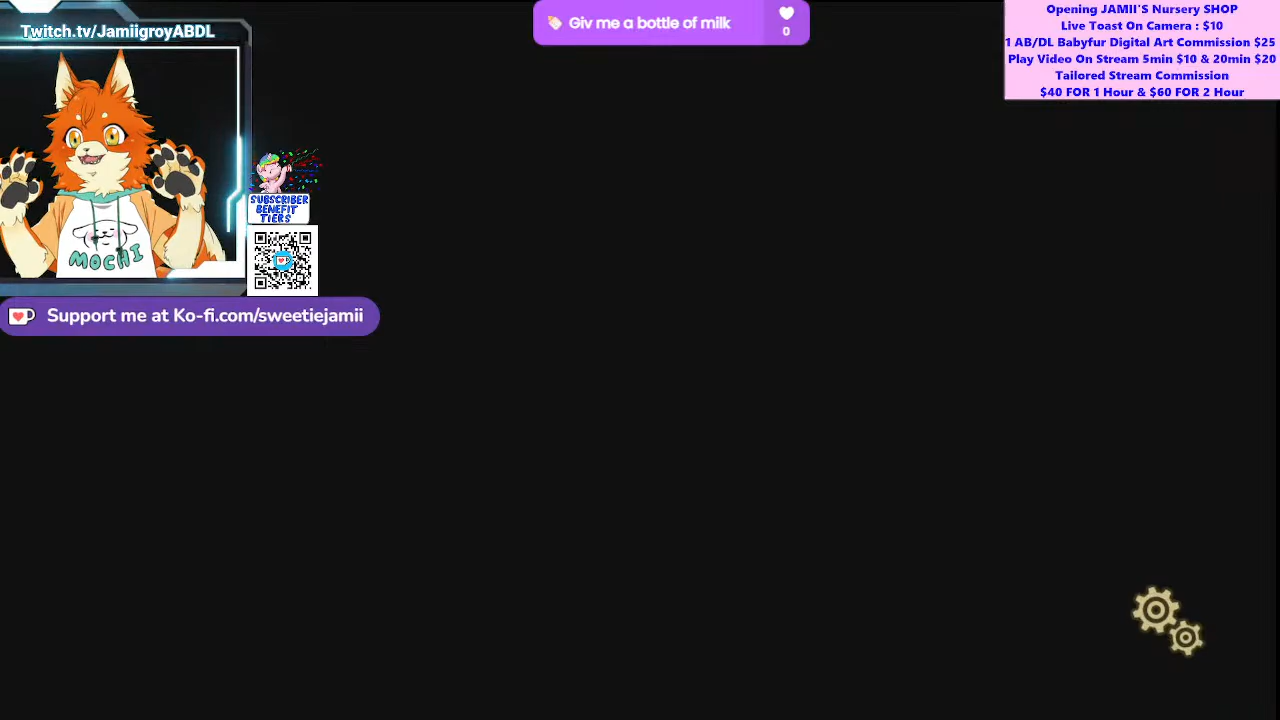 Twitch.tv/JamiigroyABDL
MOCHI
SUBSCRIBER
BENEFIT
TIERS
Support me at Ko-fi.com/sweetiejamii
Giv me a bottle of milk
0
Opening JAMII'S Nursery SHOP
Live Toast On Camera : $10
1 AB/DL Babyfur Digital Art Commission $25
Play Video On Stream 5min $10 & 20min $20
Tailored Stream Commission
$40 FOR 1 Hour & $60 FOR 2 Hour